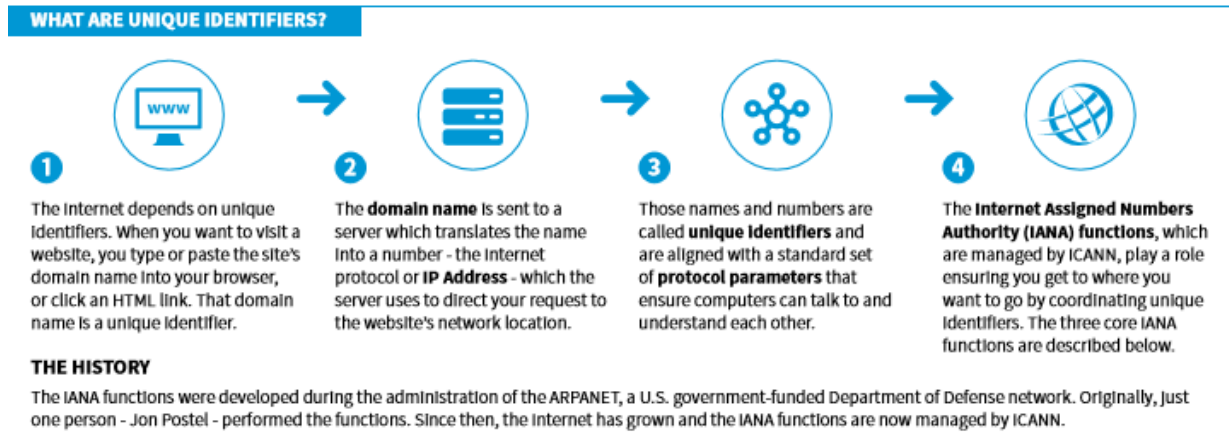 WHAT ARE UNIQUE IDENTIFIERS?
www
1
The Internet depends on unique
identifiers. When you want to visit a
website, you type or paste the site's
domain name into your browser,
or click an HTML link. That domain
name is a unique identifier.
2
The domain name is sent to a
server which translates the name
into a number - the Internet
protocol or IP Address - which the
server uses to direct your request to
the website's network location.
3
Those names and numbers are
called unique identifiers and
are aligned with a standard set
of protocol parameters that
ensure computers can talk to and
understand each other.
4
The Internet Assigned Numbers
Authority (IANA) functions, which
are managed by ICANN, play a role
ensuring you get to where you
want to go by coordinating unique
identifiers. The three core IANA
functions are described below.
THE HISTORY
The IANA functions were developed during the administration of the ARPANET, a U.S. government-funded Department of Defense network. Originally, just
one person - Jon Postel - performed the functions. Since then, the Internet has grown and the IANA functions are now managed by ICANN.